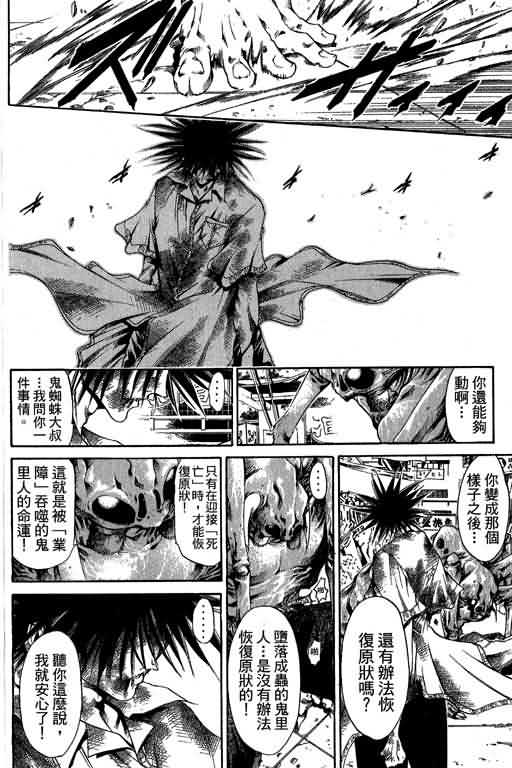 你還能夠
動啊…
……
鬼蜘蛛大叔
…我問你一
件事情。
你變成那個
樣子之後…
還有辦法恢
復原狀嗎？
……
墮落成蟲的鬼里
人…是沒有辦法
恢復原狀的！
啪
只有在迎接「死
亡」時，才能恢
復原狀！
這就是被「業
障」吞噬的鬼
里人的命運！
……
聽你這麼說，
我就安心了！